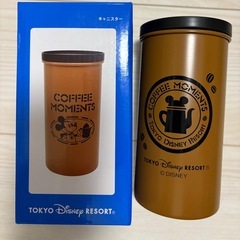 キャニスター
COFFEE
MOMENTS
TOKYO Disney RESORT®
COFFEE MOMENTS
TOKYO DISNEY RESORT
TOKYO Disney RESORT®
© DISNEY